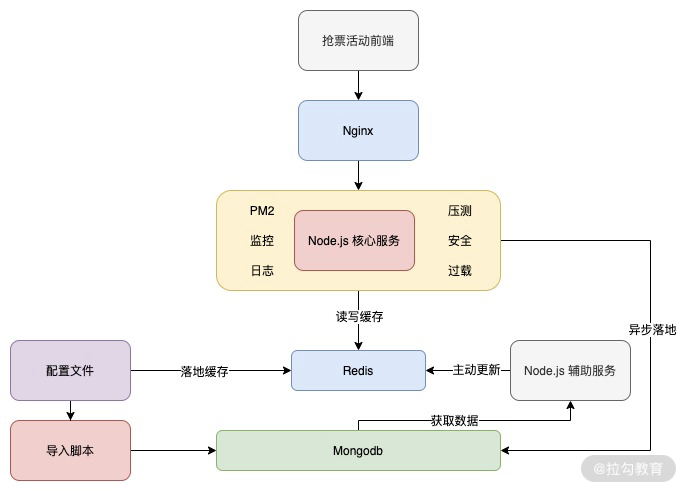 抢票活动前端
Nginx
PM2
压测
监控
Node.js 核心服务
安全
日志
过载
读写缓存
异步落地
配置文件
落地缓存
Redis
主动更新
Node.js 辅助服务
获取数据
导入脚本
Mongodb
@拉勾教育